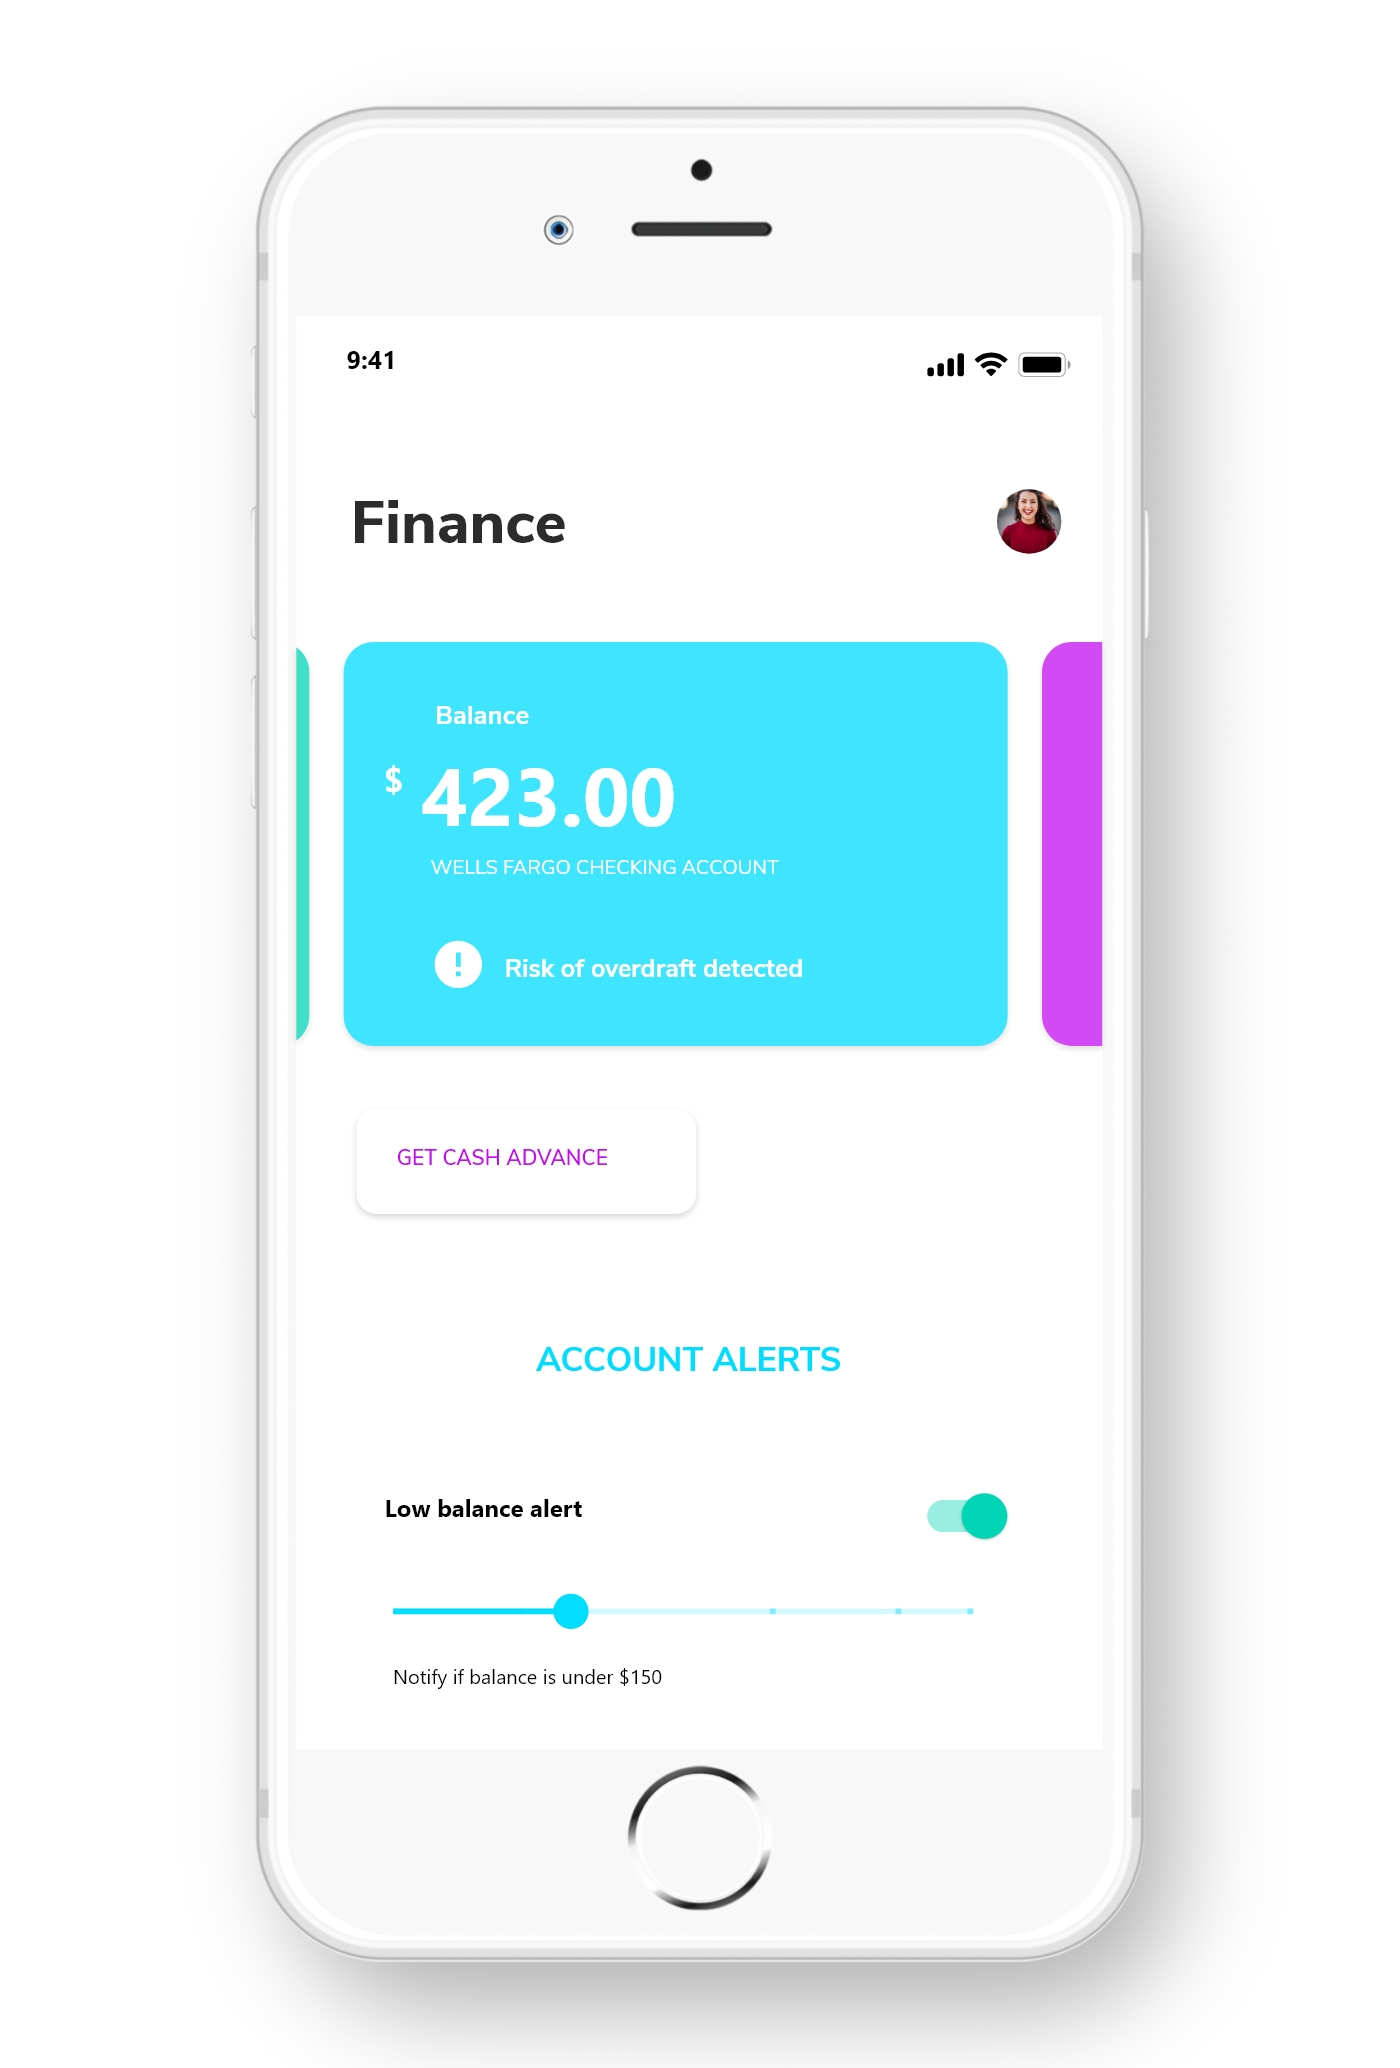 9:41
Finance
Balance
$ 423.00
WELLS FARGO CHECKING ACCOUNT
! Risk of overdraft detected
GET CASH ADVANCE
ACCOUNT ALERTS
Low balance alert
Notify if balance is under $150